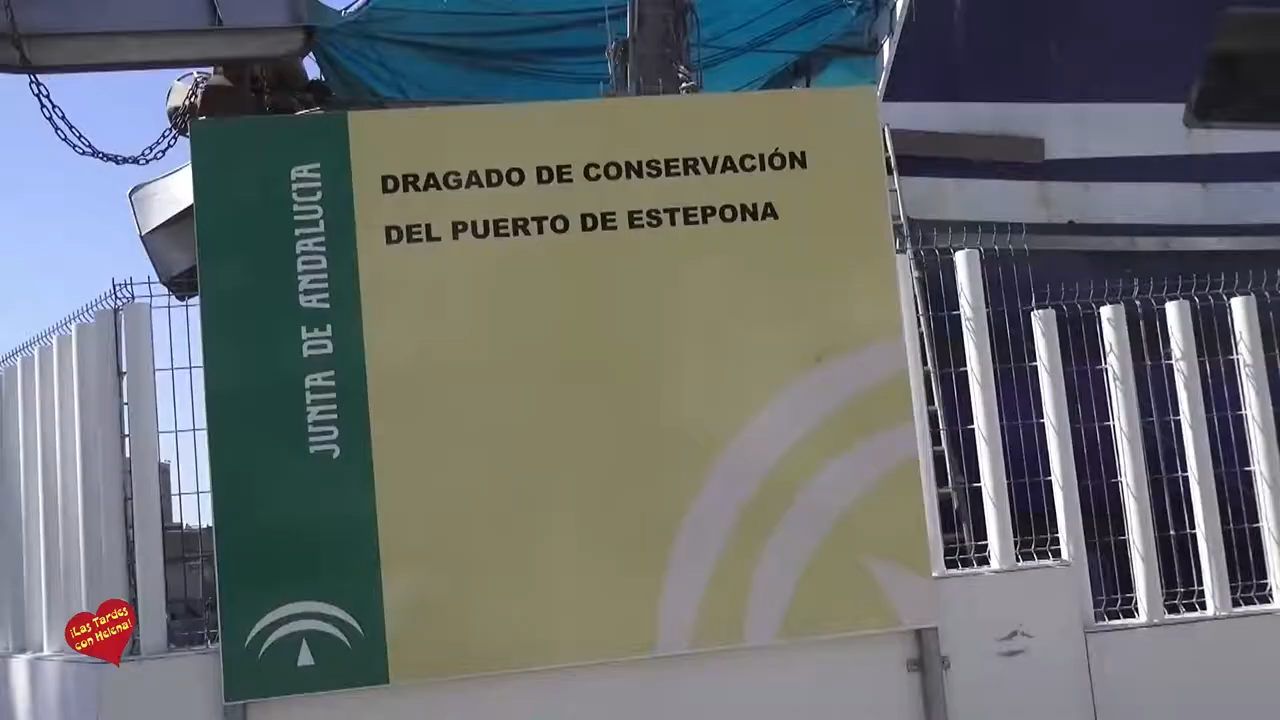 JUNTA DE ANDALUCIA
DRAGADO DE CONSERVACIÓN
DEL PUERTO DE ESTEPONA
¡Las Tardes
con Helena!